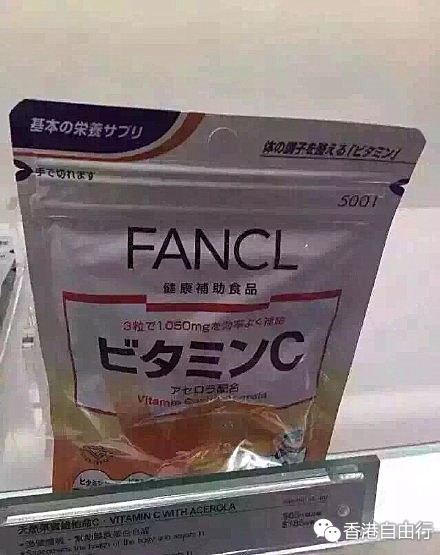 基本の栄養サプリ
体の調子を整える「ビタミン」
手で切れます
5001
FANCL
健康補助食品
3粒で1,050mgを効率よく補給
ビタミンC
アセロラ配合
Vitamin C
天然果實維他命C · VITAMIN C WITH ACEROLA
香港自由行